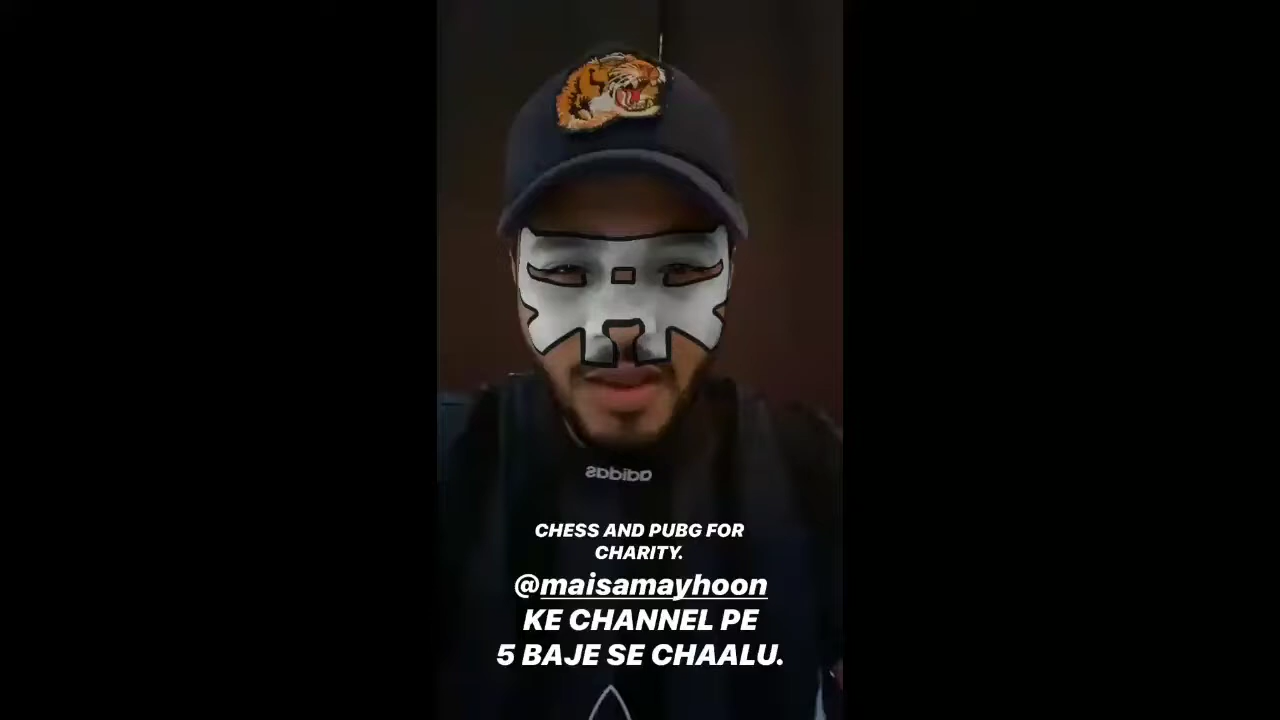 adidas
CHESS AND PUBG FOR
CHARITY.
@maisamayhoon
KE CHANNEL PE
5 BAJE SE CHAALU.